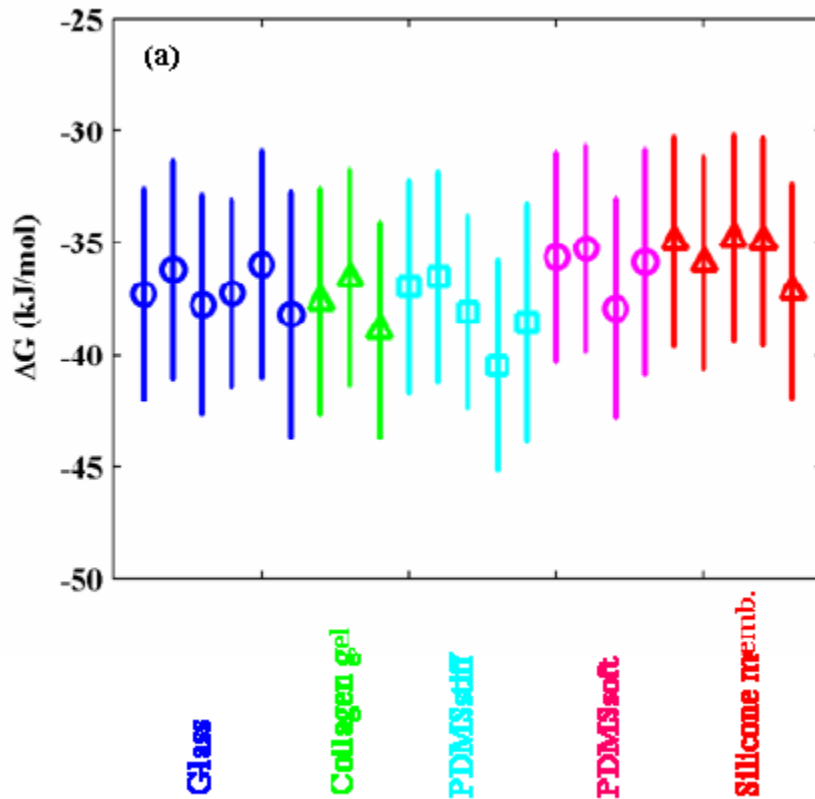 -25
(a)
-30
-35
-40
-45
-50
ΔG (kJ/mol)
Glass
Collagen gel
PDMSstiff
PDMSsoft
Silicone memb.